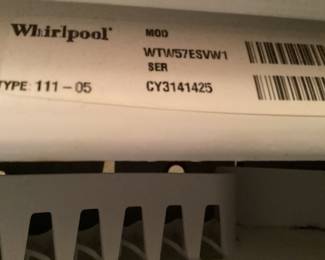 Whirlpool MOD
WTW57ESVW1
SER
TYPE 111-05 CY3141425